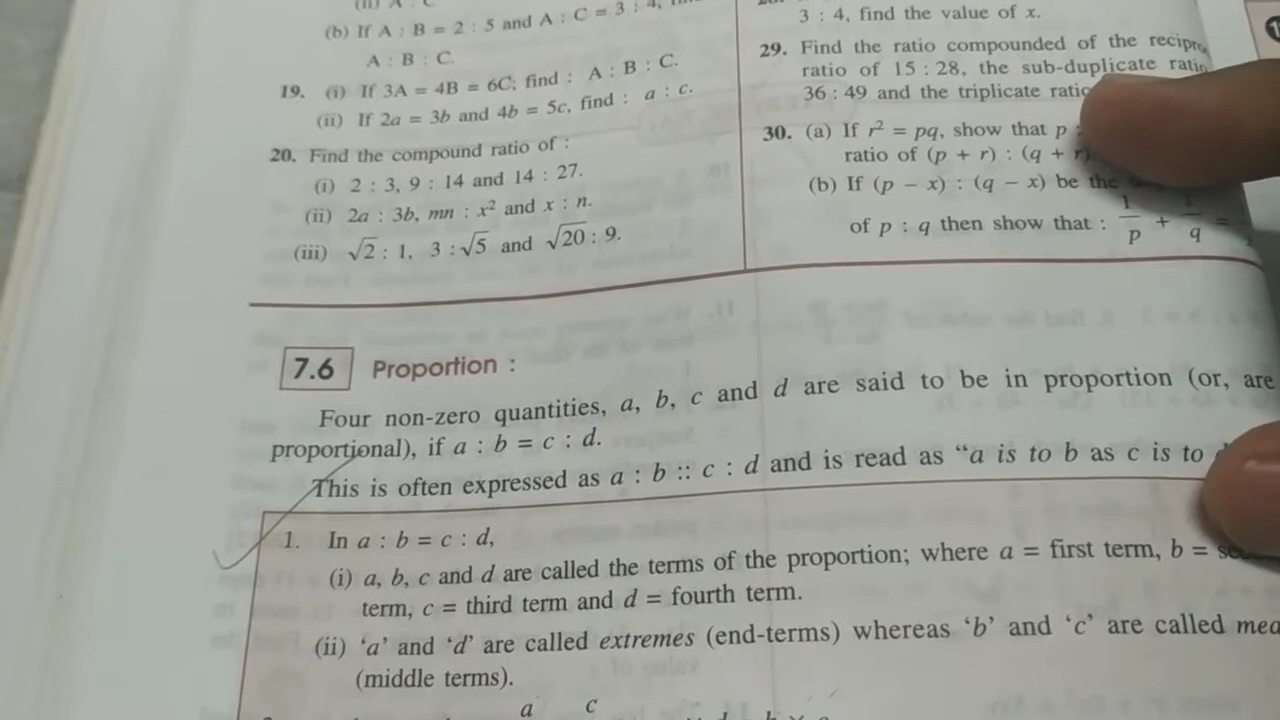 (b) If A : B = 2 : 5 and A : C = 3 : 4,
A : B : C.
19. (i) If 3A = 4B = 6C; find : A : B : C.
(ii) If 2a = 3b and 4b = 5c, find : a : c.
20. Find the compound ratio of :
(i) 2 : 3, 9 : 14 and 14 : 27.
(ii) 2a : 3b, mn : x² and x : n.
(iii) √2 : 1, 3 : √5 and √20 : 9.
3 : 4, find the value of x.
29. Find the ratio compounded of the
ratio of 15 : 28, the sub-duplicate
36 : 49 and the triplicate
30. (a) If r² = pq, show that p :
ratio of (p + r) : (q + r)
(b) If (p − x) : (q − x) be the
of p : q then show that : 1/p + 1/q =
7.6 Proportion :
Four non-zero quantities, a, b, c and d are said to be in proportion (or, are
proportional), if a : b = c : d.
This is often expressed as a : b :: c : d and is read as “a is to b as c is to
1. In a : b = c : d,
(i) a, b, c and d are called the terms of the proportion; where a = first term, b =
term, c = third term and d = fourth term.
(ii) ‘a’ and ‘d’ are called extremes (end-terms) whereas ‘b’ and ‘c’ are called
(middle terms).
a c